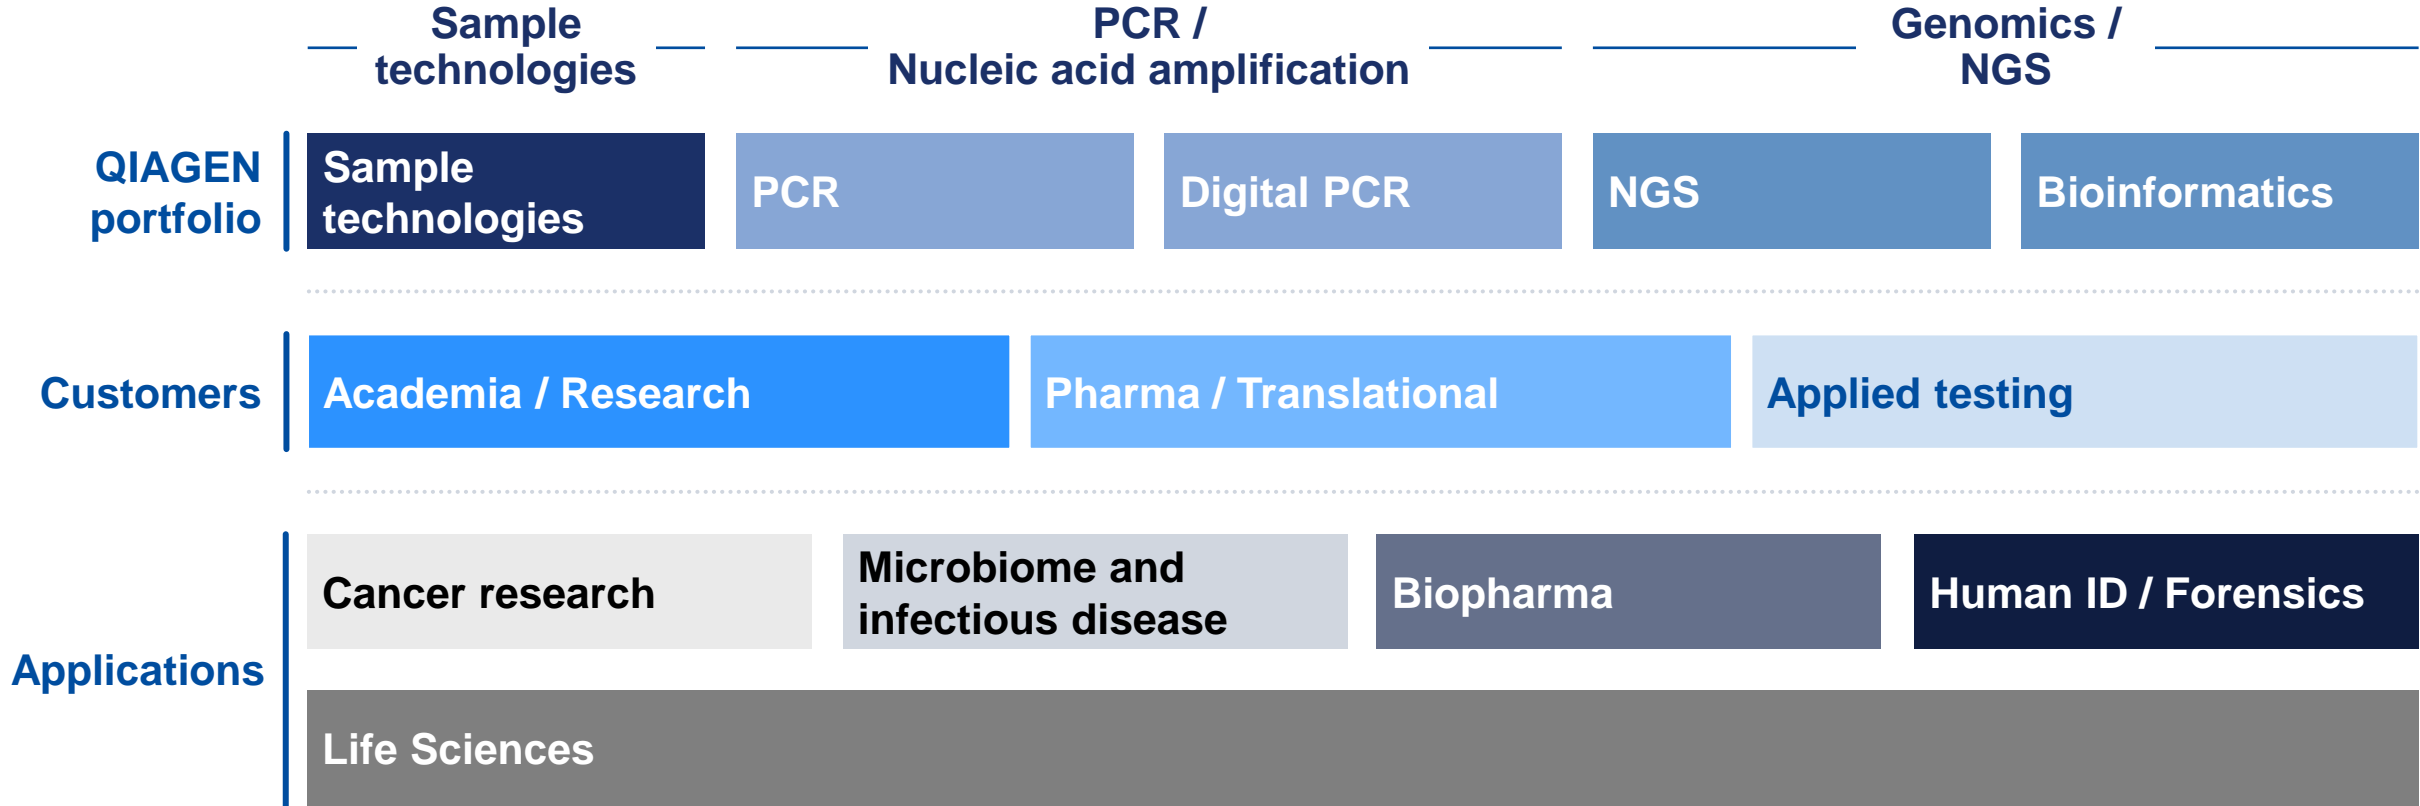 Sample
technologies
PCR /
Nucleic acid amplification
Genomics /
NGS
QIAGEN
portfolio
Sample
technologies
PCR
Digital PCR
NGS
Bioinformatics
Customers
Academia / Research
Pharma / Translational
Applied testing
Applications
Cancer research
Microbiome and
infectious disease
Biopharma
Human ID / Forensics
Life Sciences